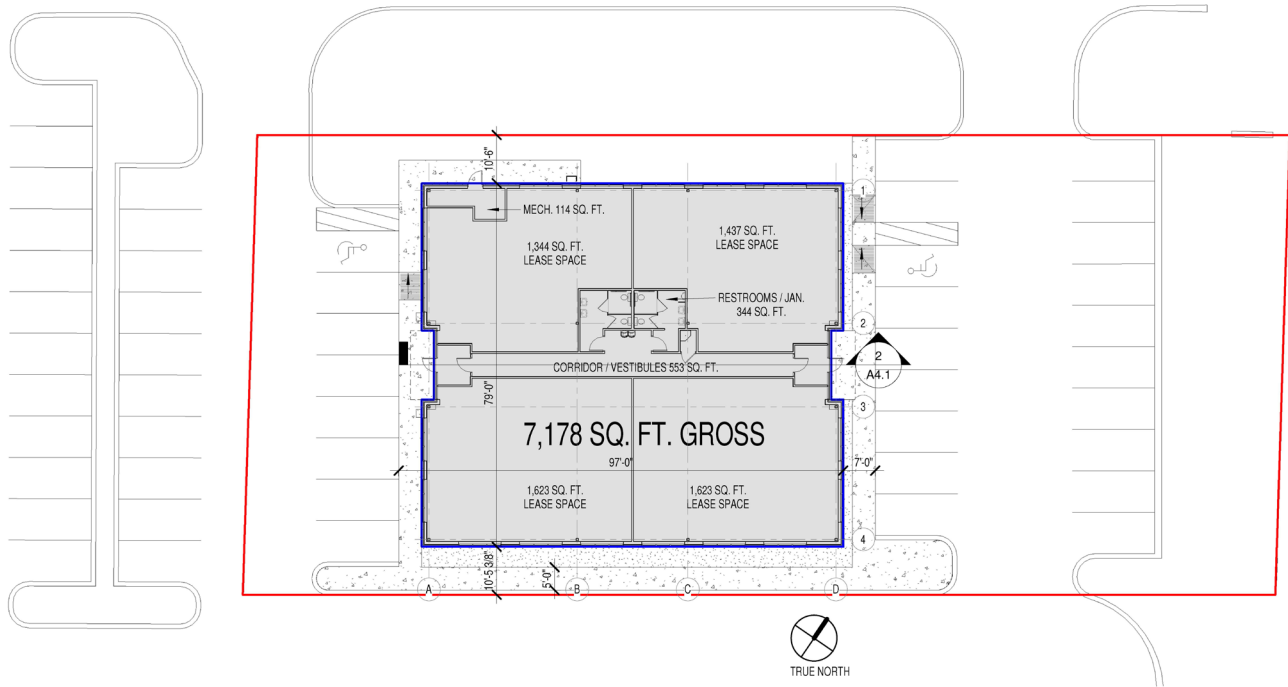 10'-6"
1
MECH. 114 SQ. FT.
1,344 SQ. FT.
LEASE SPACE
1,437 SQ. FT.
LEASE SPACE
RESTROOMS / JAN.
344 SQ. FT.
2
CORRIDOR / VESTIBULES 553 SQ. FT.
2
A4.1
79'-0"
3
7,178 SQ. FT. GROSS
97'-0"
7'-0"
1,623 SQ. FT.
LEASE SPACE
1,623 SQ. FT.
LEASE SPACE
4
10'-5 3/8"
5'-0"
A
B
C
D
TRUE NORTH